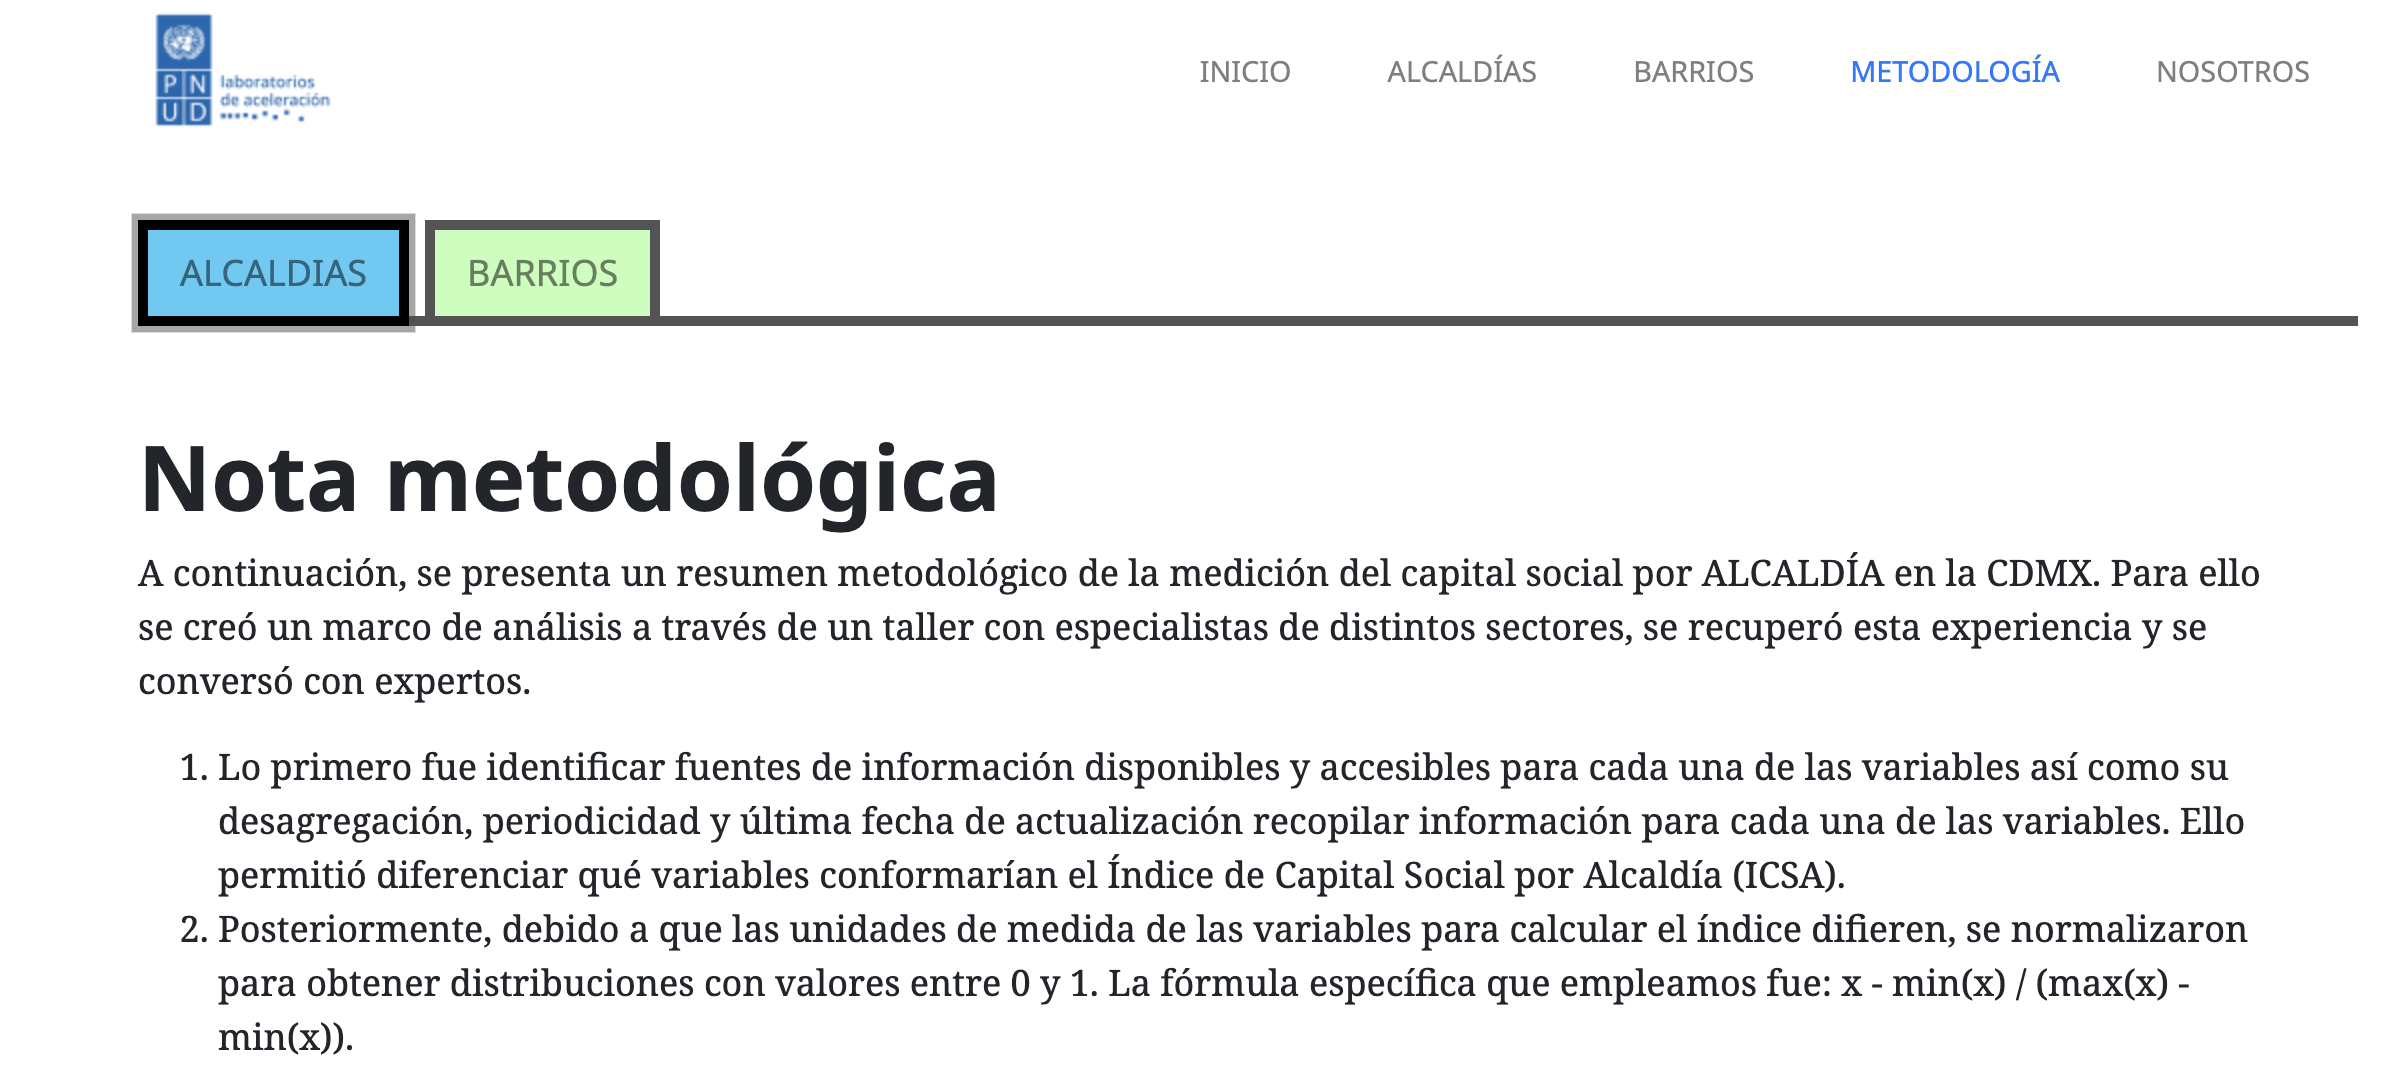 PNUD
laboratorios
de aceleración
INICIO
ALCALDÍAS
BARRIOS
METODOLOGÍA
NOSOTROS
ALCALDIAS
BARRIOS
Nota metodológica
A continuación, se presenta un resumen metodológico de la medición del capital social por ALCALDÍA en la CDMX. Para ello
se creó un marco de análisis a través de un taller con especialistas de distintos sectores, se recuperó esta experiencia y se
conversó con expertos.
1. Lo primero fue identificar fuentes de información disponibles y accesibles para cada una de las variables así como su
desagregación, periodicidad y última fecha de actualización recopilar información para cada una de las variables. Ello
permitió diferenciar qué variables conformarían el Índice de Capital Social por Alcaldía (ICSA).
2. Posteriormente, debido a que las unidades de medida de las variables para calcular el índice difieren, se normalizaron
para obtener distribuciones con valores entre 0 y 1. La fórmula específica que empleamos fue: x - min(x) / (max(x) -
min(x)).